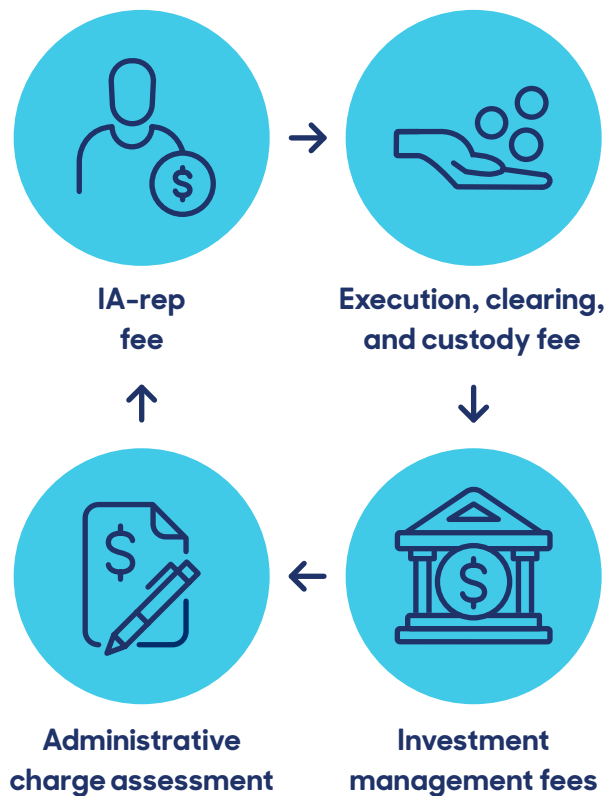 $
IA-rep
fee
Execution, clearing,
and custody fee
$
$
Administrative
charge assessment
Investment
management fees